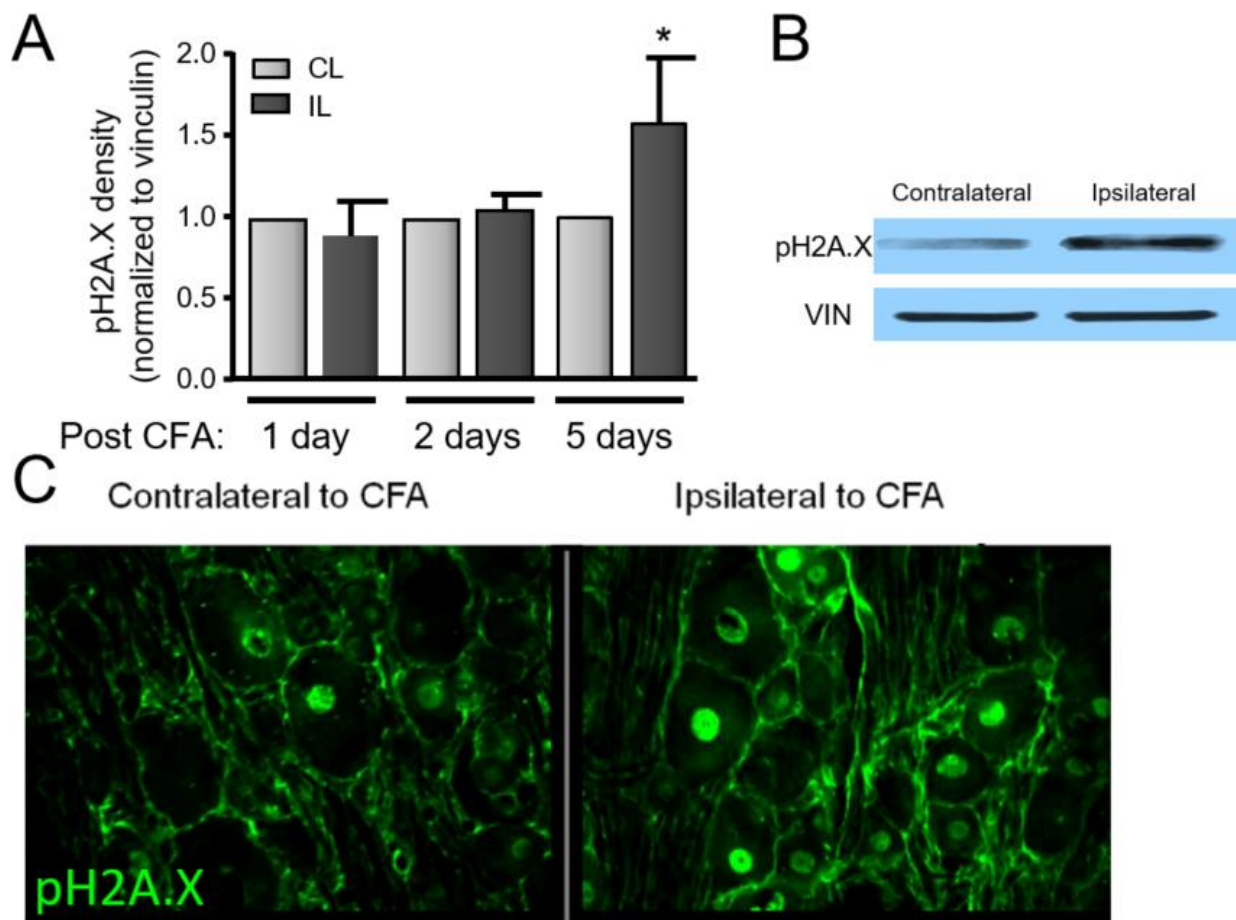 A
pH2A.X density
(normalized to vinculin)
2.0
1.5
1.0
0.5
0.0
CL
IL
*
Post CFA: 1 day 2 days 5 days
B
Contralateral Ipsilateral
pH2A.X
VIN
C
Contralateral to CFA Ipsilateral to CFA
pH2A.X